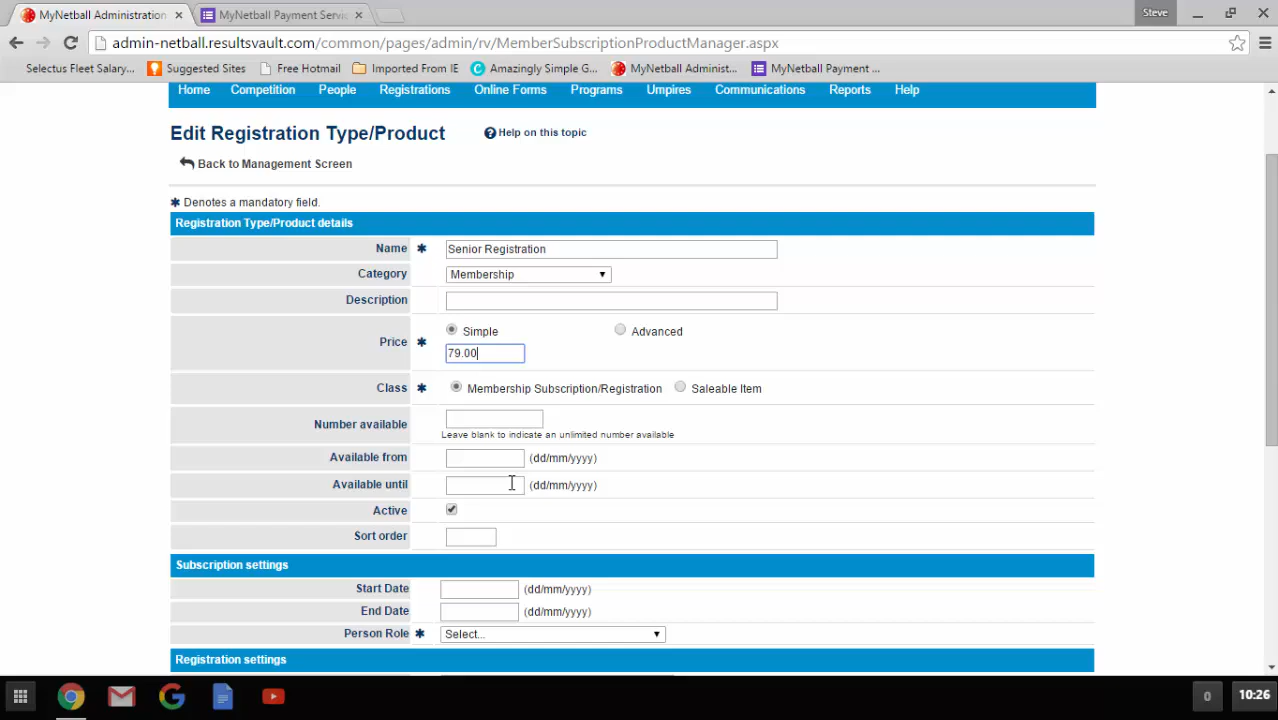 MyNetball Administration
MyNetball Payment Servic
Steve
admin-netball.resultsvault.com/common/pages/admin/rv/MemberSubscriptionProductManager.aspx
Selectus Fleet Salary... Suggested Sites Free Hotmail Imported From IE Amazingly Simple G... MyNetball Administ... MyNetball Payment ...
Home Competition People Registrations Online Forms Programs Umpires Communications Reports Help
Edit Registration Type/Product Help on this topic
Back to Management Screen
✱ Denotes a mandatory field.
Registration Type/Product details
Name ✱ Senior Registration
Category Membership
Description
Simple Advanced
Price ✱
79.00
Class ✱ Membership Subscription/Registration Saleable Item
Number available
Leave blank to indicate an unlimited number available
Available from (dd/mm/yyyy)
Available until (dd/mm/yyyy)
Active
Sort order
Subscription settings
Start Date (dd/mm/yyyy)
End Date (dd/mm/yyyy)
Person Role ✱ Select...
Registration settings
0 10:26